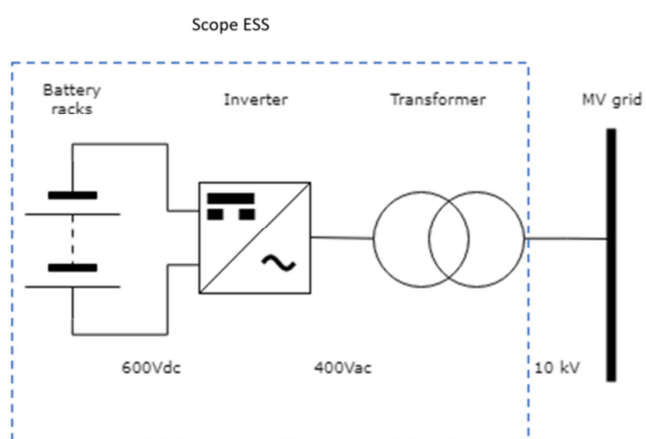 Scope ESS
Battery
racks
Inverter
Transformer
MV grid
600Vdc
400Vac
10 kV